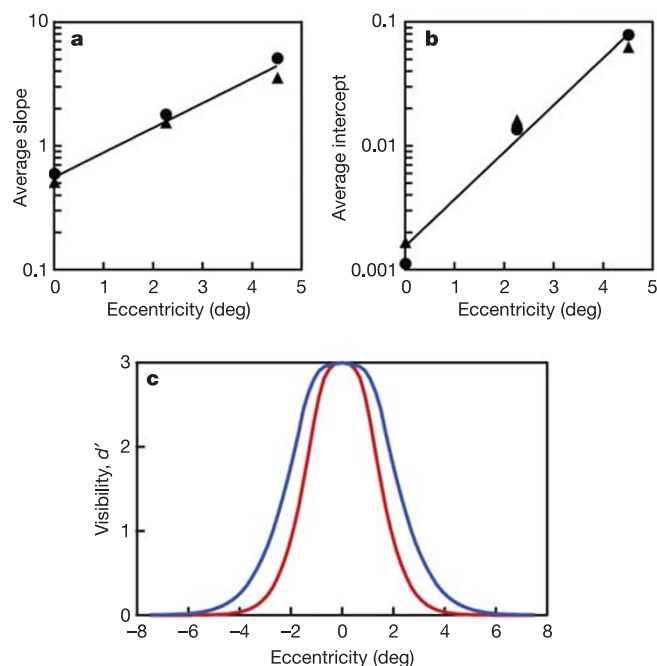 a
Average slope
10
1
0.1
0 1 2 3 4 5
Eccentricity (deg)
b
Average intercept
0.1
0.01
0.001
0 1 2 3 4 5
Eccentricity (deg)
c
Visibility, d′
3
2
1
0
−8 −6 −4 −2 0 2 4 6 8
Eccentricity (deg)